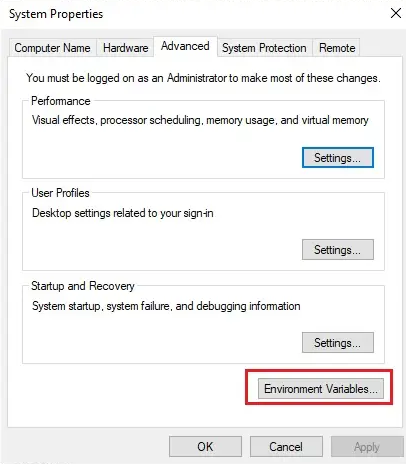 System Properties
Computer Name Hardware Advanced System Protection Remote
You must be logged on as an Administrator to make most of these changes.
Performance
Visual effects, processor scheduling, memory usage, and virtual memory
Settings...
User Profiles
Desktop settings related to your sign-in
Settings...
Startup and Recovery
System startup, system failure, and debugging information
Settings...
Environment Variables...
OK Cancel Apply